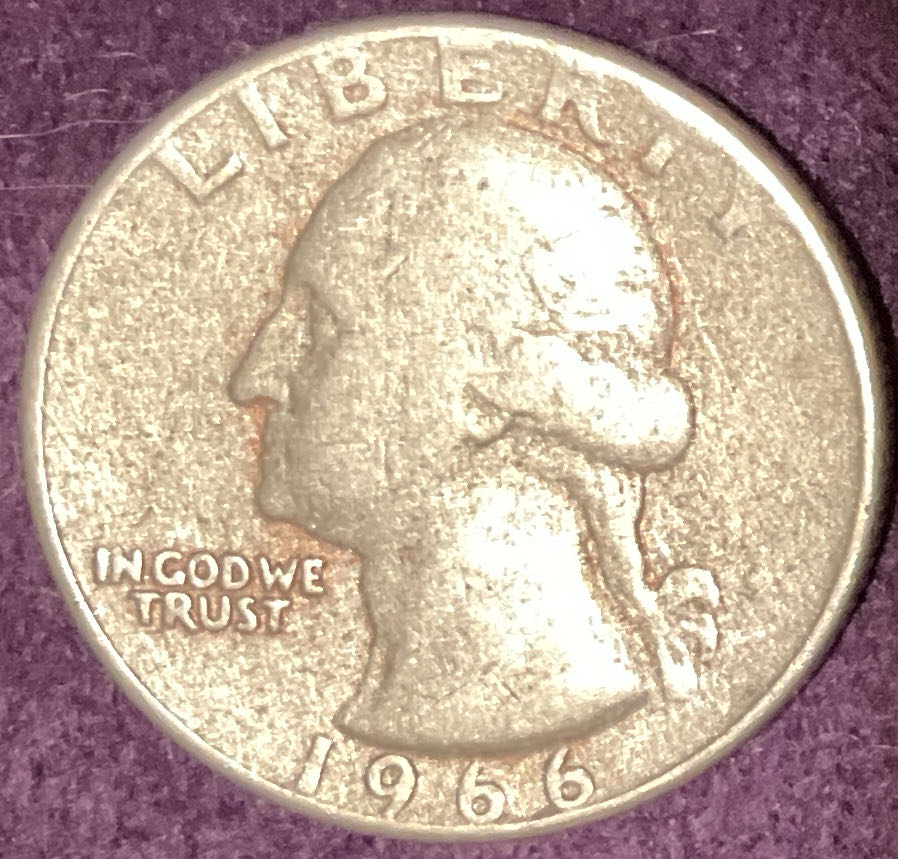 LIBERTY
IN GOD WE
TRUST
1966